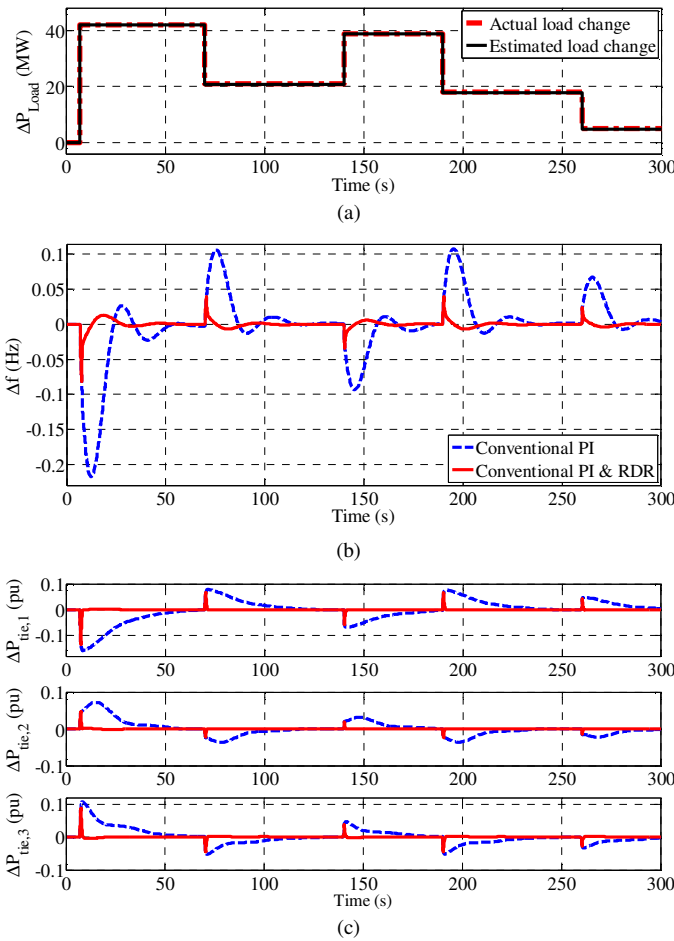 40
20
0
ΔP_Load (MW)
Actual load change
Estimated load change
0 50 100 150 200 250 300
Time (s)
(a)
0.1
0.05
0
-0.05
-0.1
-0.15
-0.2
Δf (Hz)
Conventional PI
Conventional PI & RDR
0 50 100 150 200 250 300
Time (s)
(b)
0.1
0
-0.1
ΔP_tie,1 (pu)
0 50 100 150 200 250 300
0.1
0
-0.1
ΔP_tie,2 (pu)
0 50 100 150 200 250 300
0.1
0
-0.1
ΔP_tie,3 (pu)
0 50 100 150 200 250 300
Time (s)
(c)